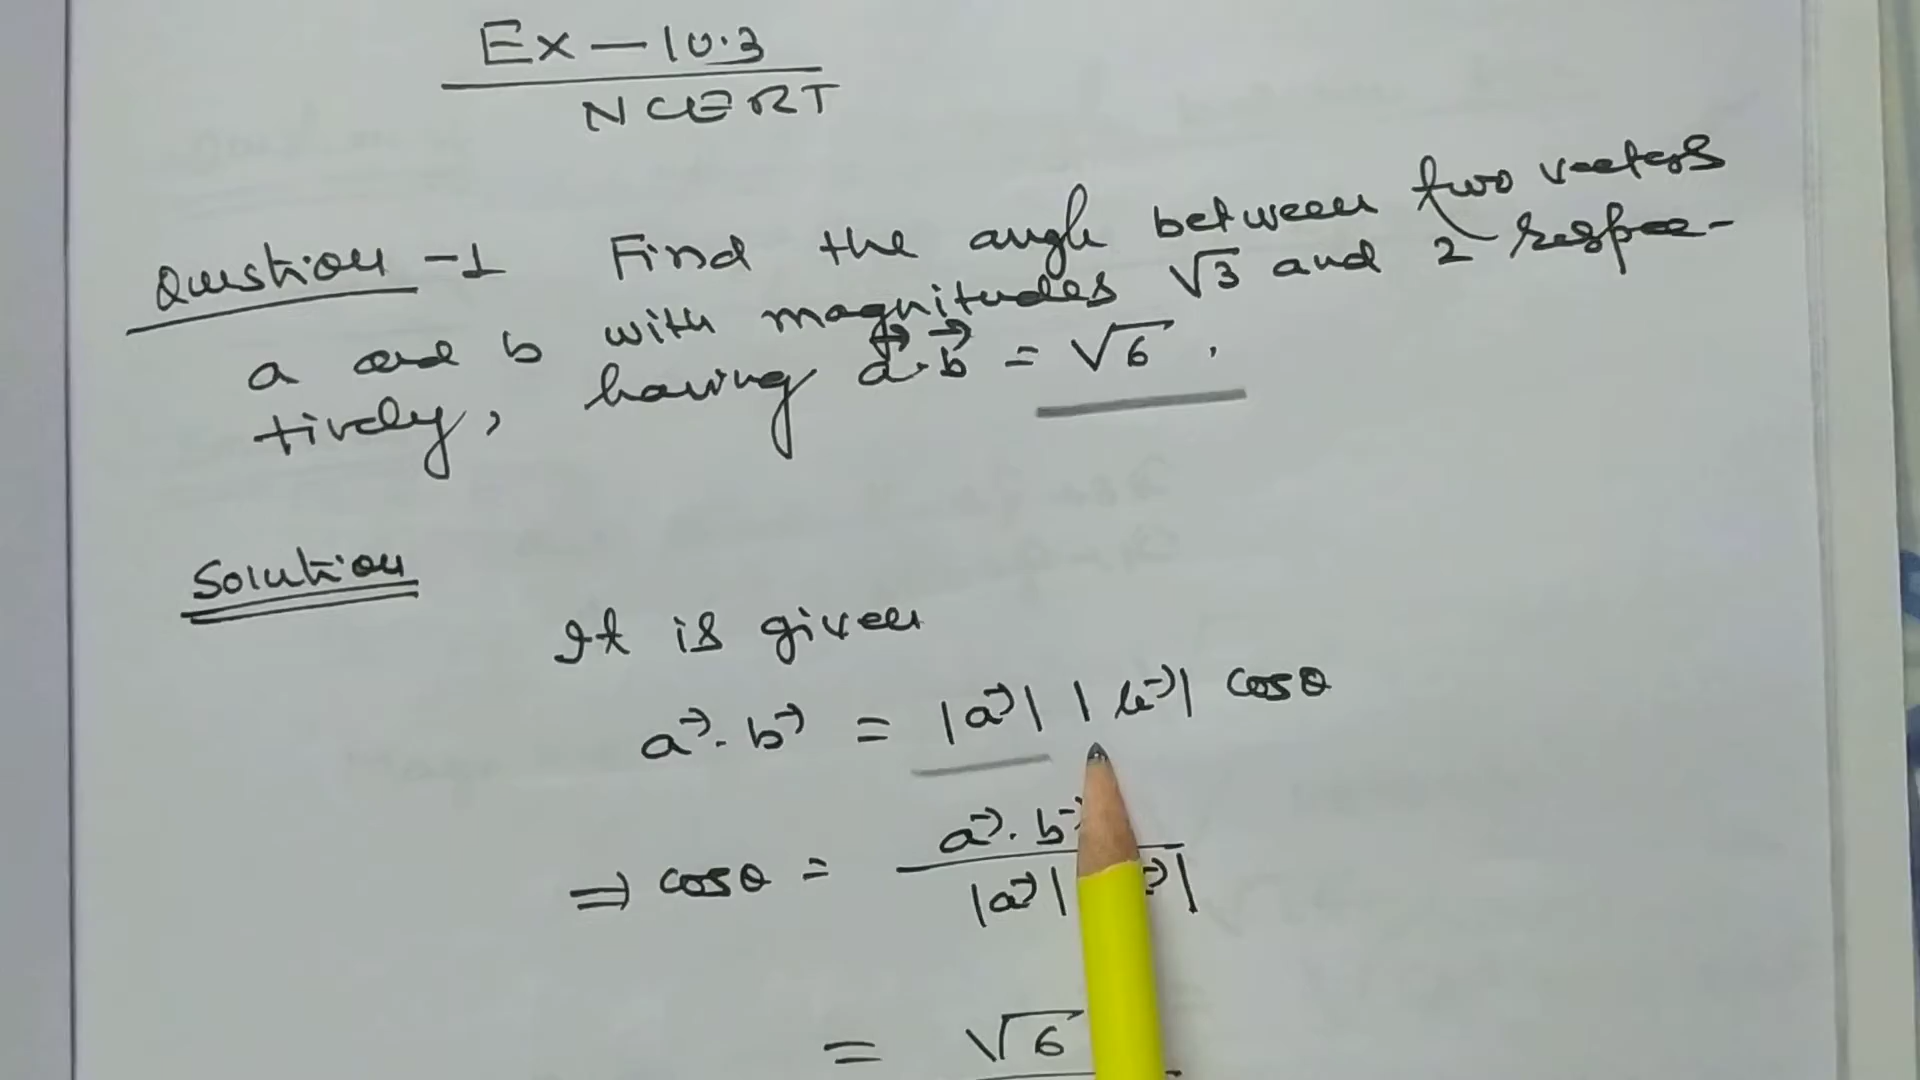 Ex – 10.3
NCERT
Question -1 Find the angle between two vectors
a and b with magnitudes √3 and 2 respec-
tively, having a⃗.b⃗ = √6 .
Solution
It is given
a⃗. b⃗ = |a⃗| |b⃗| cosθ
⇒ cosθ = a⃗. b⃗ / |a⃗| |b⃗|
= √6